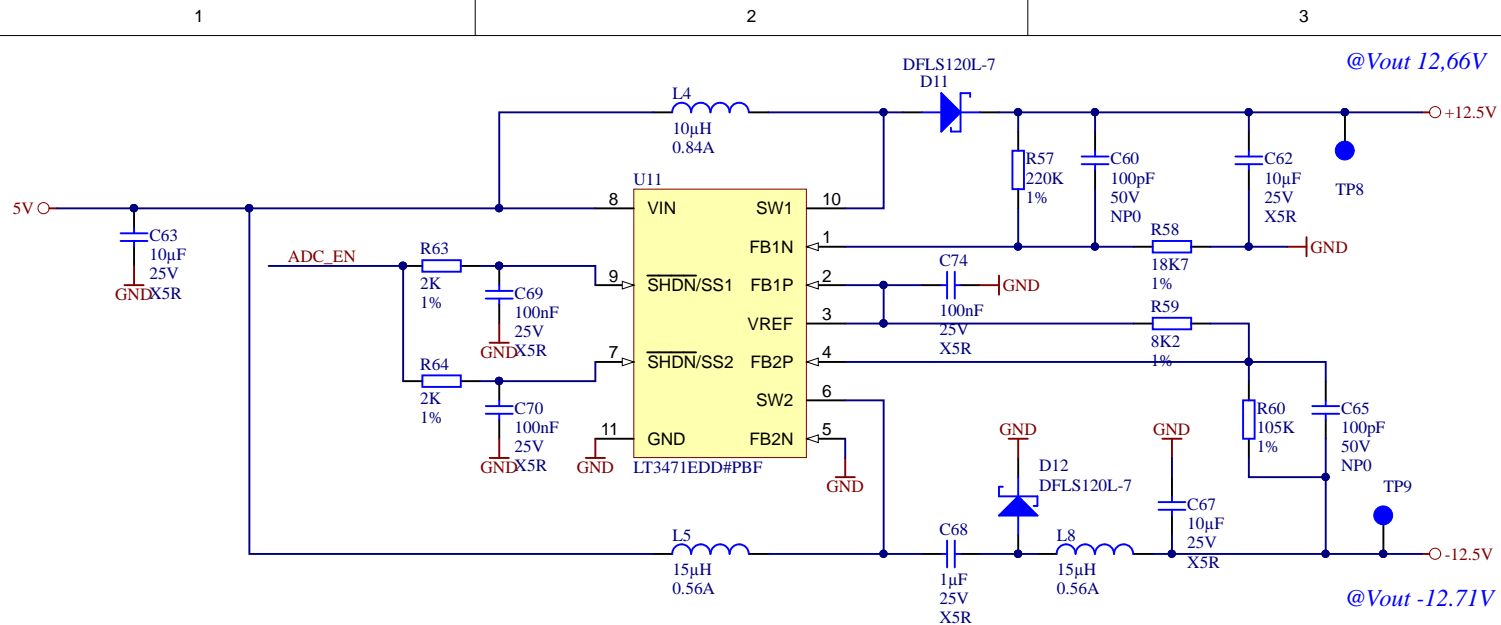 1
2
3
@Vout 12,66V
DFLS120L-7
D11
L4
10µH
0.84A
+12.5V
R57
220K
1%
C60
100pF
50V
NP0
C62
10µF
25V
X5R
TP8
U11
5V
8
VIN
SW1
10
C63
10µF
25V
X5R
GND
ADC_EN
R63
2K
1%
C69
100nF
25V
X5R
GND
9
SHDN/SS1
FB1N
1
R58
18K7
1%
GND
FB1P
2
C74
100nF
25V
X5R
GND
VREF
3
R59
8K2
1%
R64
2K
1%
C70
100nF
25V
X5R
GND
7
SHDN/SS2
FB2P
4
SW2
6
R60
105K
1%
C65
100pF
50V
NP0
11
GND
FB2N
5
GND
LT3471EDD#PBF
GND
GND
D12
DFLS120L-7
GND
C67
10µF
25V
X5R
TP9
L5
15µH
0.56A
C68
1µF
25V
X5R
L8
15µH
0.56A
-12.5V
@Vout -12.71V